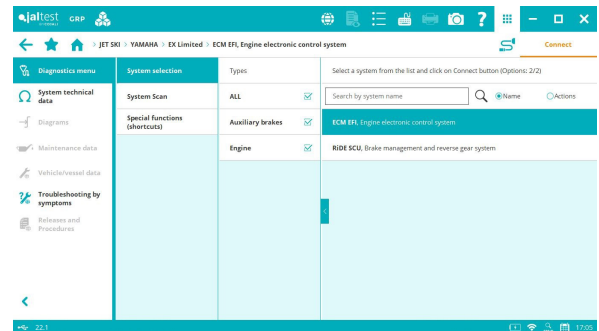 jaltest GRP
> JET SKI > YAMAHA > EX Limited > ECM EFI, Engine electronic control system
Connect
Diagnostics menu
System technical
data
Diagrams
Maintenance data
Vehicle/vessel data
Troubleshooting by
symptoms
Releases and
Procedures
System selection
System Scan
Special functions
(shortcuts)
Types
ALL
Auxiliary brakes
Engine
Select a system from the list and click on Connect button (Options: 2/2)
Search by system name
Name
Actions
ECM EFI, Engine electronic control system
RiDE SCU, Brake management and reverse gear system
22.1
17:05